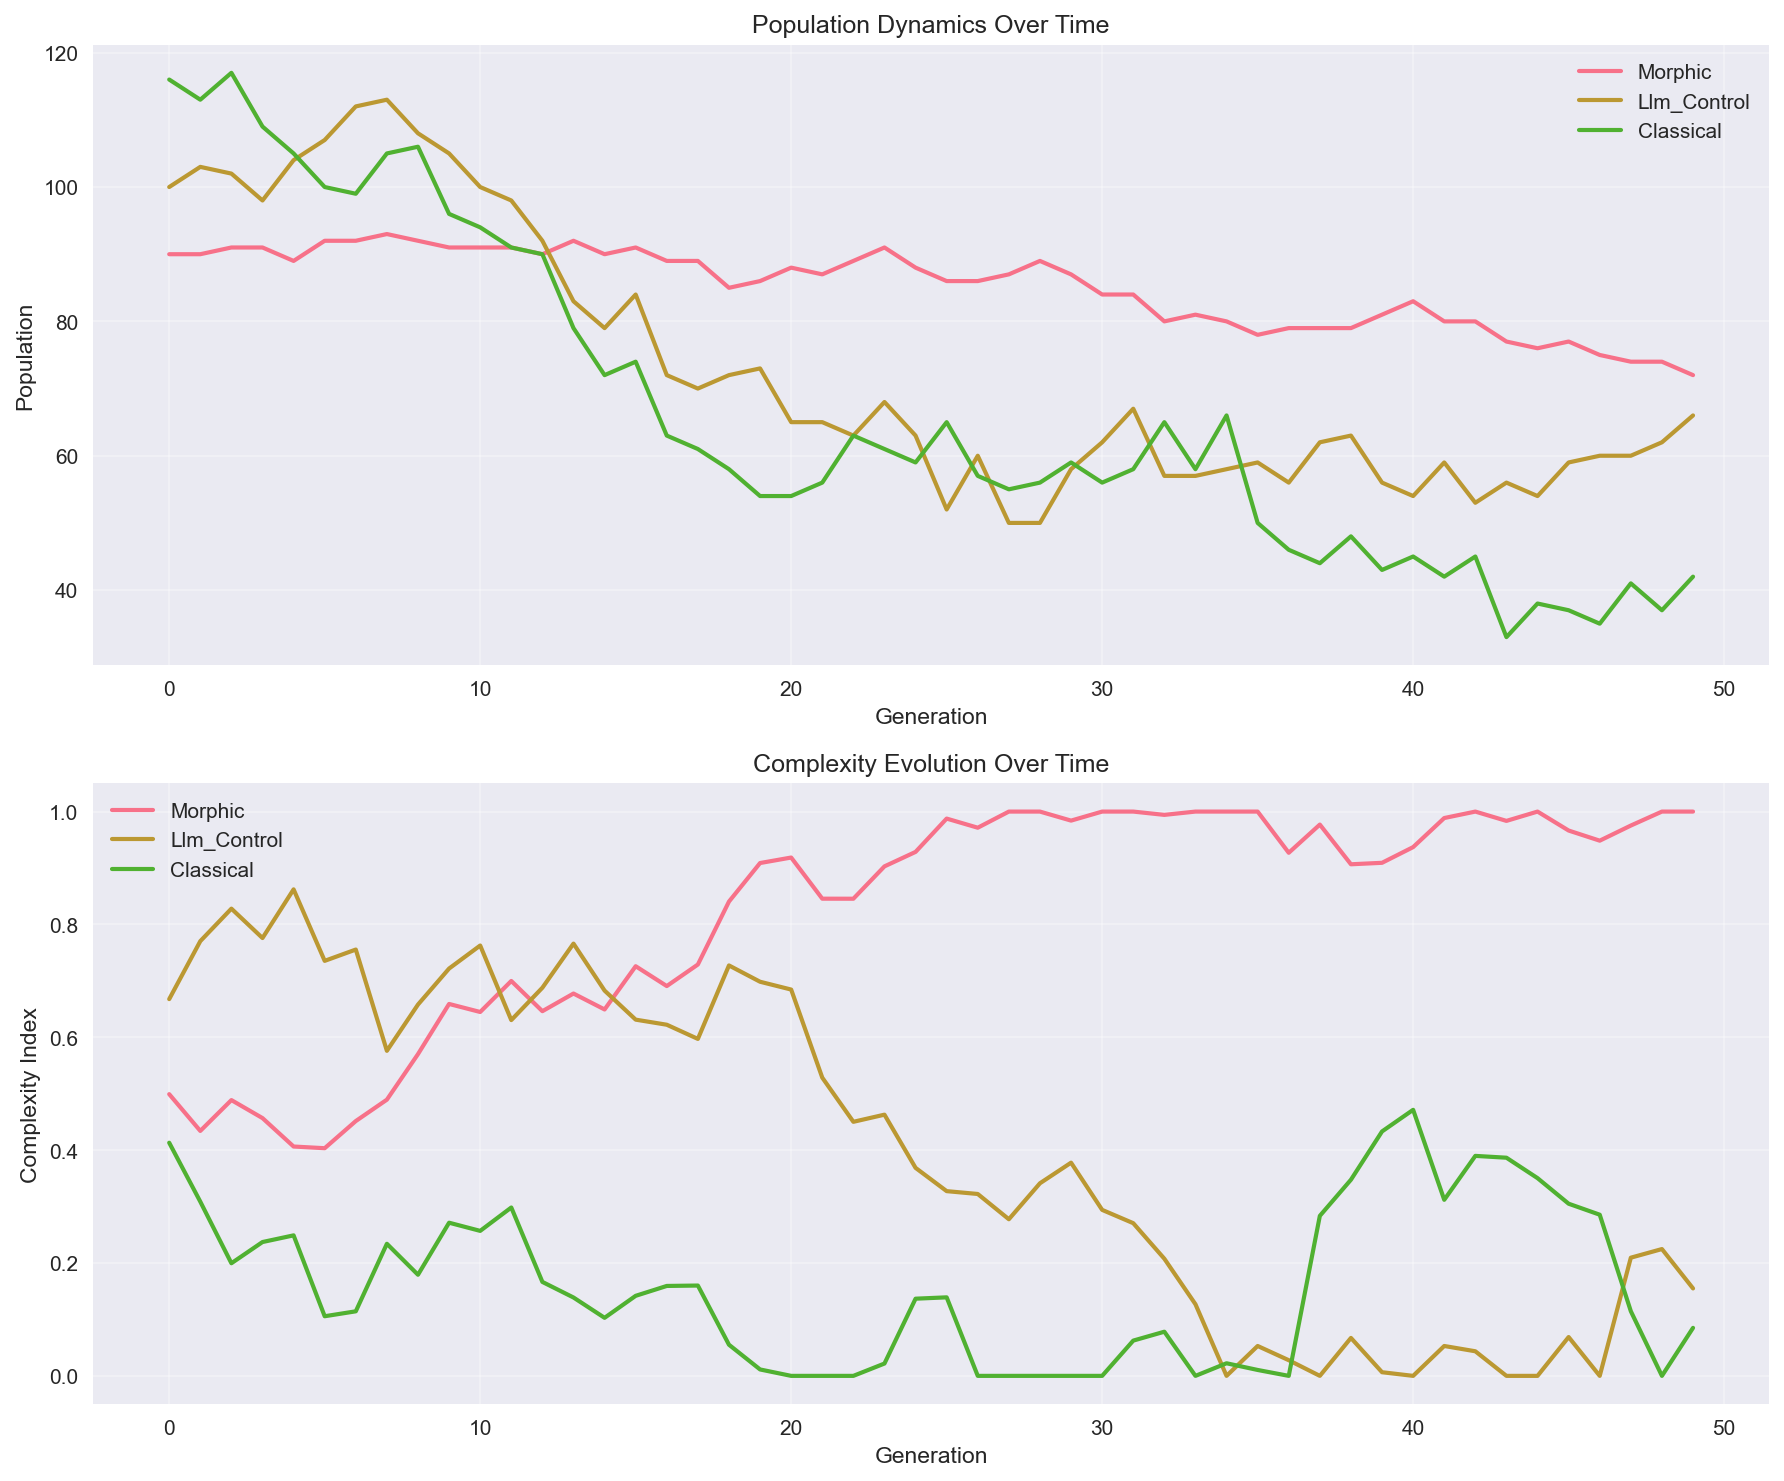 Population Dynamics Over Time
120
100
80
60
40
Population
Morphic
Llm_Control
Classical
0 10 20 30 40 50
Generation
Complexity Evolution Over Time
1.0
0.8
0.6
0.4
0.2
0.0
Complexity Index
Morphic
Llm_Control
Classical
0 10 20 30 40 50
Generation